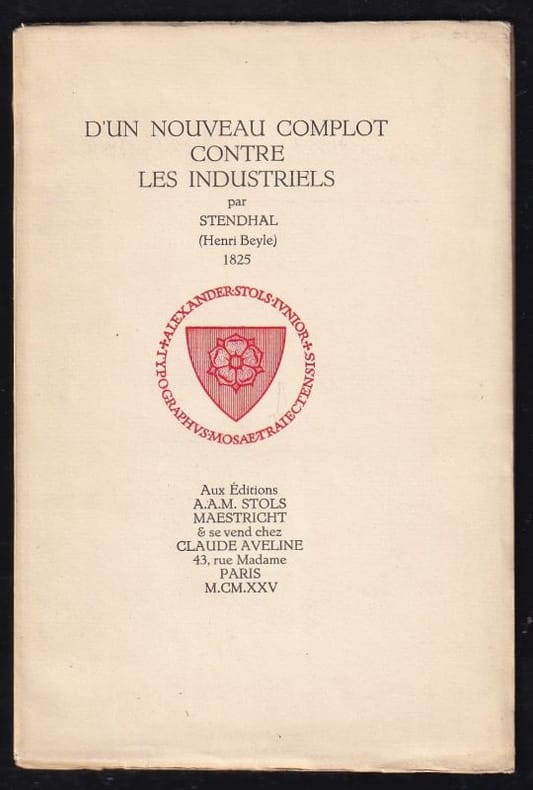 D'UN NOUVEAU COMPLOT
CONTRE
LES INDUSTRIELS
par
STENDHAL
(Henri Beyle)
1825
+ALEXANDER·STOLS·IVNIOR+
TYPOGRAPHVS·MOSAETRAIECTENSIS
Aux Éditions
A.A.M. STOLS
MAESTRICHT
& se vend chez
CLAUDE AVELINE
43, rue Madame
PARIS
M.CM.XXV